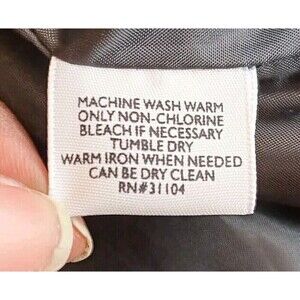 MACHINE WASH WARM
ONLY NON-CHLORINE
BLEACH IF NECESSARY
TUMBLE DRY
WARM IRON WHEN NEEDED
CAN BE DRY CLEAN
RN#31104